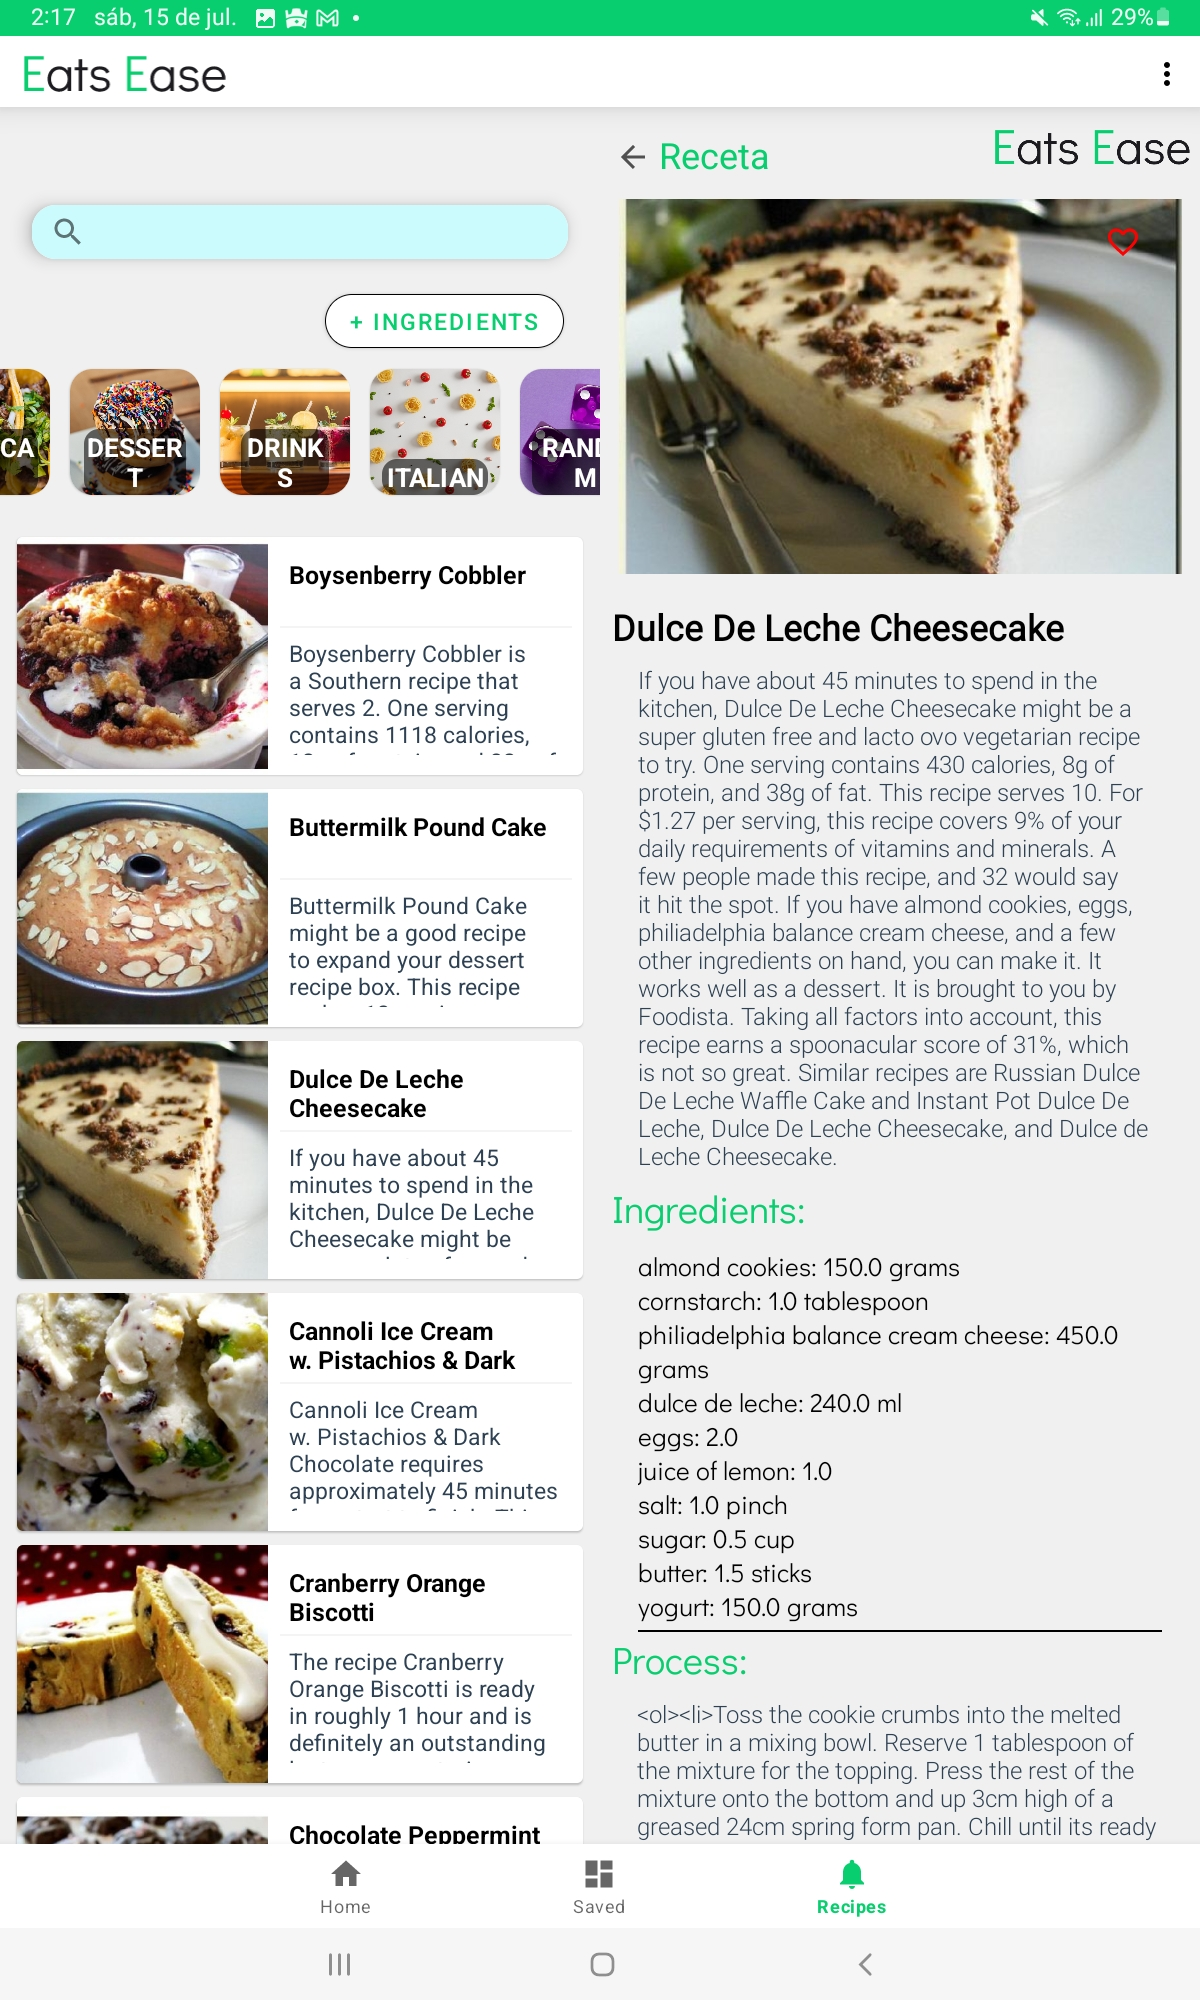 2:17 sáb, 15 de jul.
29%
Eats Ease
Receta
Eats Ease
+ INGREDIENTS
CA
DESSER
T
DRINK
S
ITALIAN
RAND
M
Boysenberry Cobbler
Boysenberry Cobbler is
a Southern recipe that
serves 2. One serving
contains 1118 calories,
Buttermilk Pound Cake
Buttermilk Pound Cake
might be a good recipe
to expand your dessert
recipe box. This recipe
Dulce De Leche
Cheesecake
If you have about 45
minutes to spend in the
kitchen, Dulce De Leche
Cheesecake might be
Cannoli Ice Cream
w. Pistachios & Dark
Cannoli Ice Cream
w. Pistachios & Dark
Chocolate requires
approximately 45 minutes
Cranberry Orange
Biscotti
The recipe Cranberry
Orange Biscotti is ready
in roughly 1 hour and is
definitely an outstanding
Chocolate Peppermint
Dulce De Leche Cheesecake
If you have about 45 minutes to spend in the
kitchen, Dulce De Leche Cheesecake might be a
super gluten free and lacto ovo vegetarian recipe
to try. One serving contains 430 calories, 8g of
protein, and 38g of fat. This recipe serves 10. For
$1.27 per serving, this recipe covers 9% of your
daily requirements of vitamins and minerals. A
few people made this recipe, and 32 would say
it hit the spot. If you have almond cookies, eggs,
philiadelphia balance cream cheese, and a few
other ingredients on hand, you can make it. It
works well as a dessert. It is brought to you by
Foodista. Taking all factors into account, this
recipe earns a spoonacular score of 31%, which
is not so great. Similar recipes are Russian Dulce
De Leche Waffle Cake and Instant Pot Dulce De
Leche, Dulce De Leche Cheesecake, and Dulce de
Leche Cheesecake.
Ingredients:
almond cookies: 150.0 grams
cornstarch: 1.0 tablespoon
philiadelphia balance cream cheese: 450.0
grams
dulce de leche: 240.0 ml
eggs: 2.0
juice of lemon: 1.0
salt: 1.0 pinch
sugar: 0.5 cup
butter: 1.5 sticks
yogurt: 150.0 grams
Process:
<ol><li>Toss the cookie crumbs into the melted
butter in a mixing bowl. Reserve 1 tablespoon of
the mixture for the topping. Press the rest of the
mixture onto the bottom and up 3cm high of a
greased 24cm spring form pan. Chill until its ready
Home
Saved
Recipes